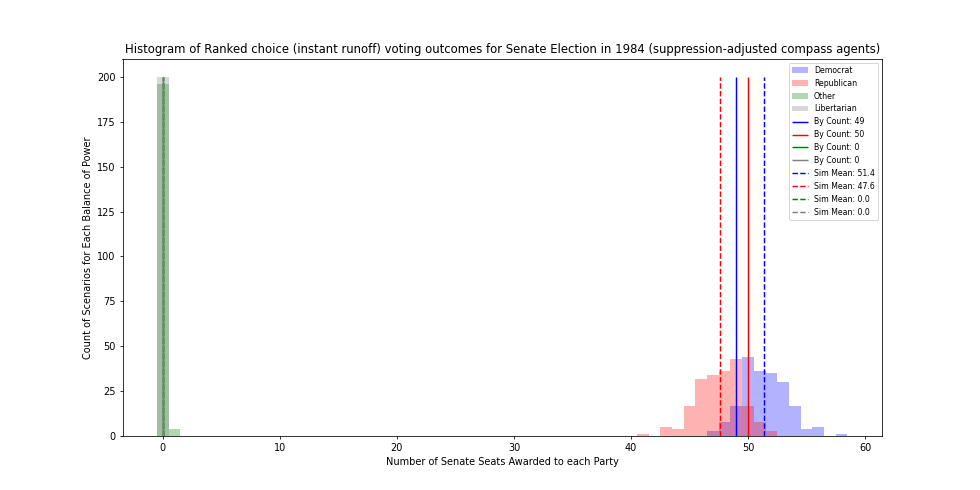 Histogram of Ranked choice (instant runoff) voting outcomes for Senate Election in 1984 (suppression-adjusted compass agents)
Count of Scenarios for Each Balance of Power
200
175
150
125
100
75
50
25
0
0
10
20
30
40
50
60
Number of Senate Seats Awarded to each Party
Democrat
Republican
Other
Libertarian
By Count: 49
By Count: 50
By Count: 0
By Count: 0
Sim Mean: 51.4
Sim Mean: 47.6
Sim Mean: 0.0
Sim Mean: 0.0